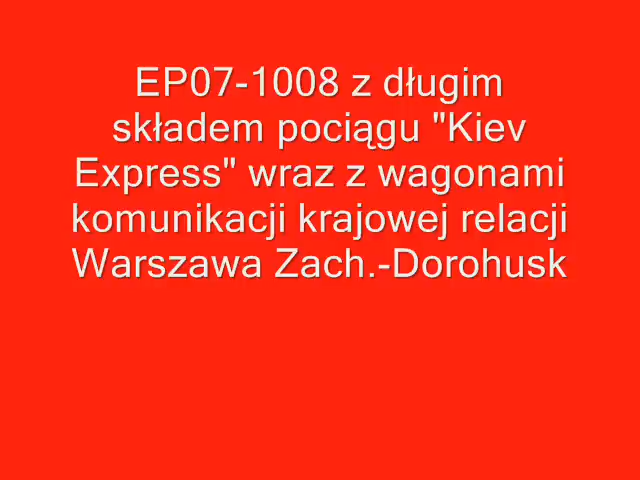 EP07-1008 z długim
składem pociągu "Kiev
Express" wraz z wagonami
komunikacji krajowej relacji
Warszawa Zach.-Dorohusk